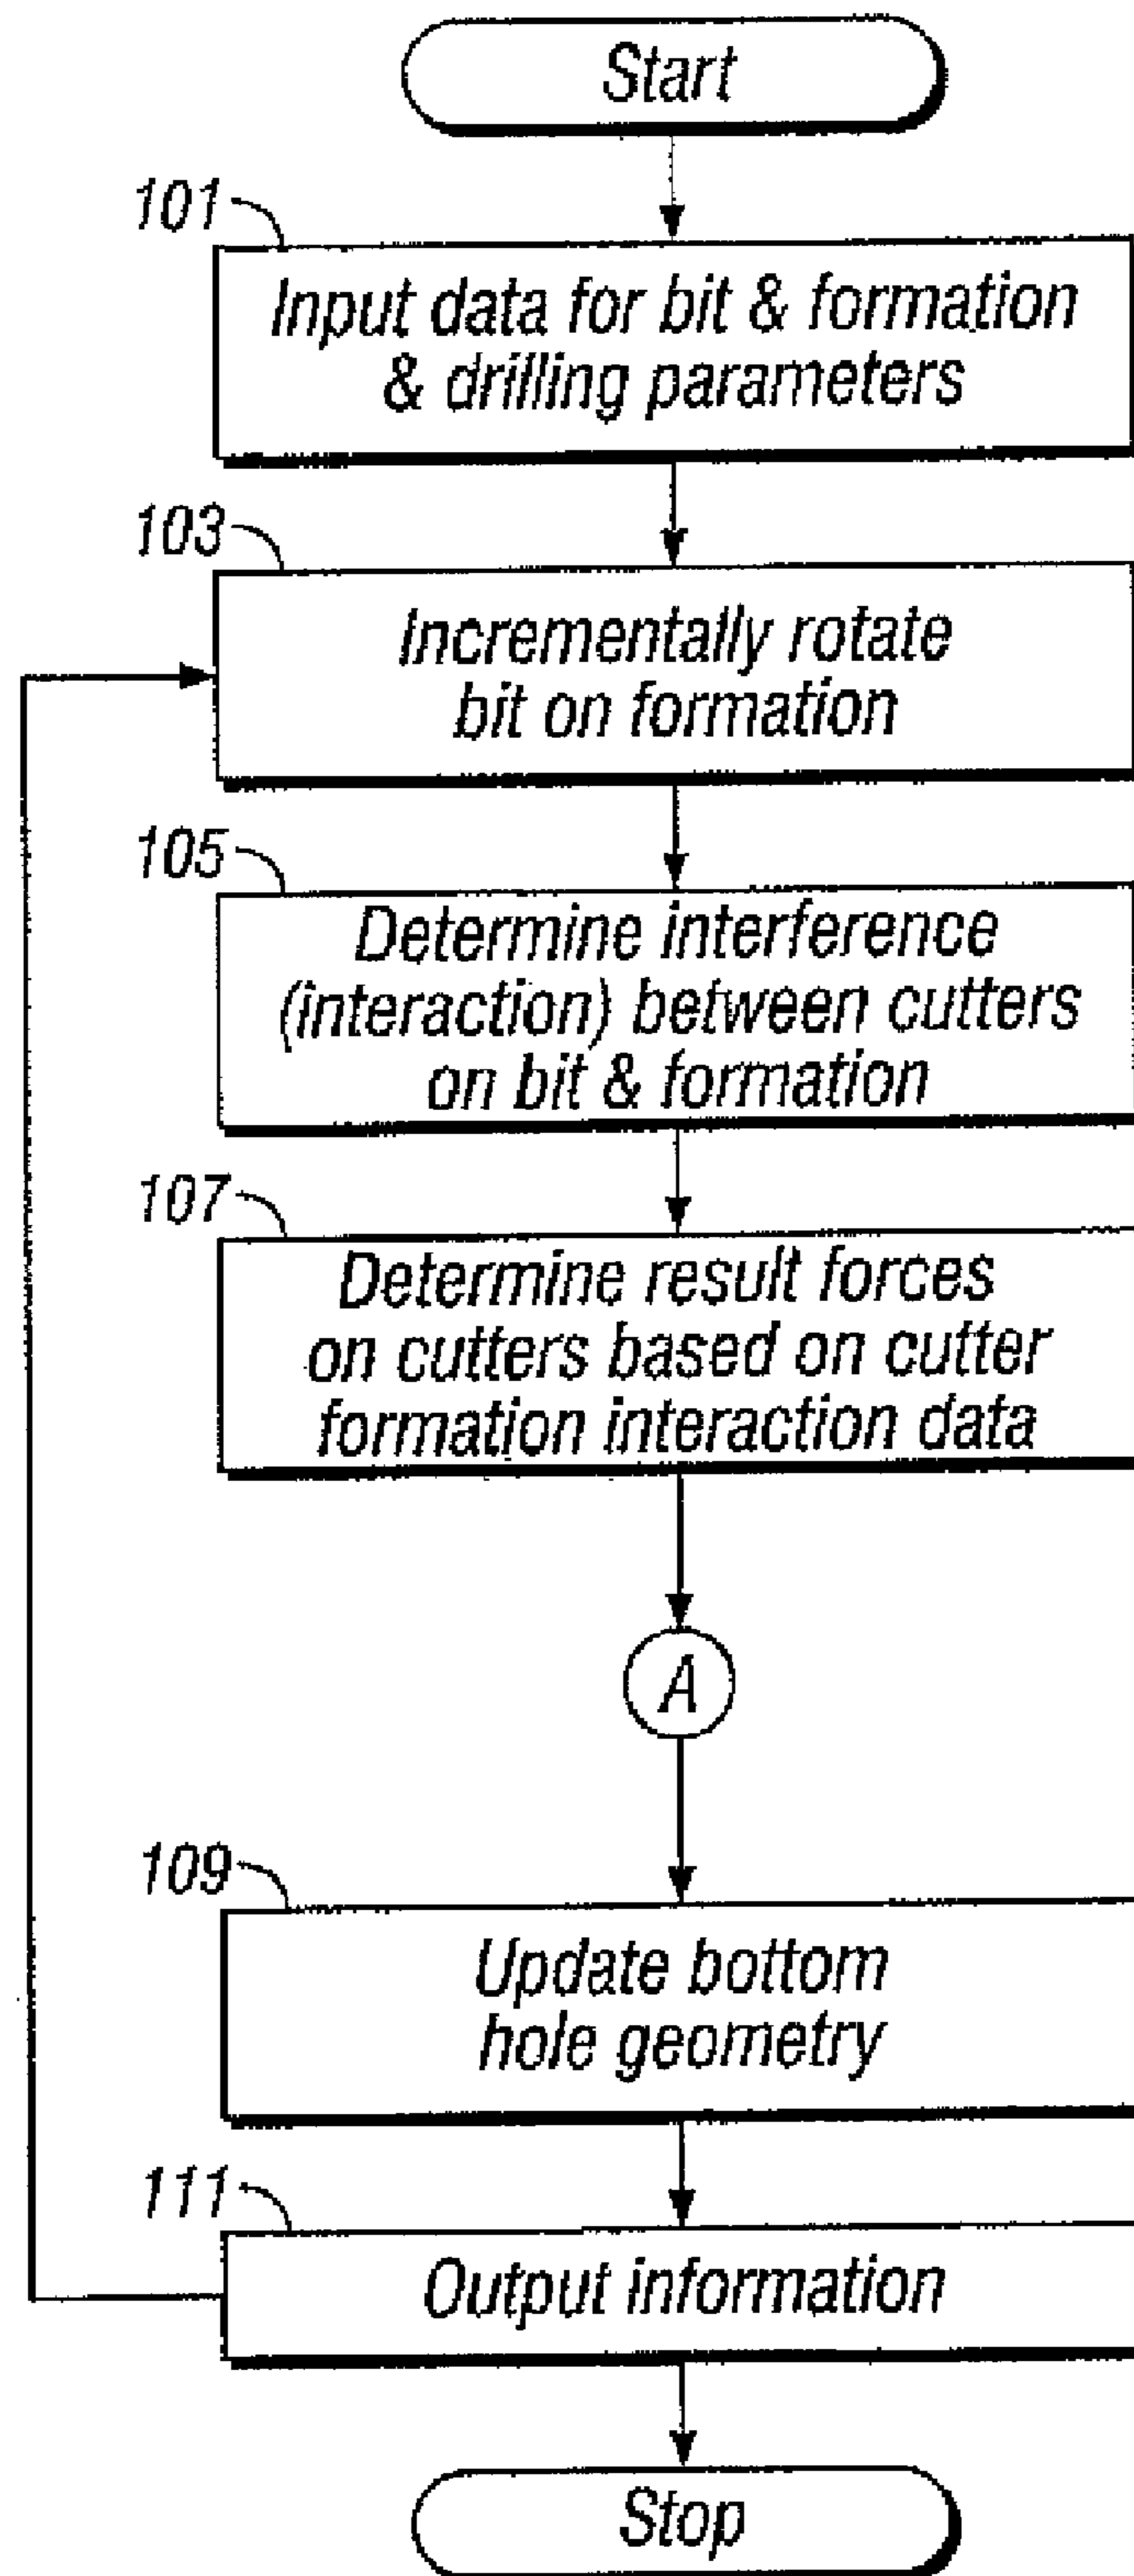 Start
101
Input data for bit & formation
& drilling parameters
103
Incrementally rotate
bit on formation
105
Determine interference
(interaction) between cutters
on bit & formation
107
Determine result forces
on cutters based on cutter
formation interaction data
A
109
Update bottom
hole geometry
111
Output information
Stop